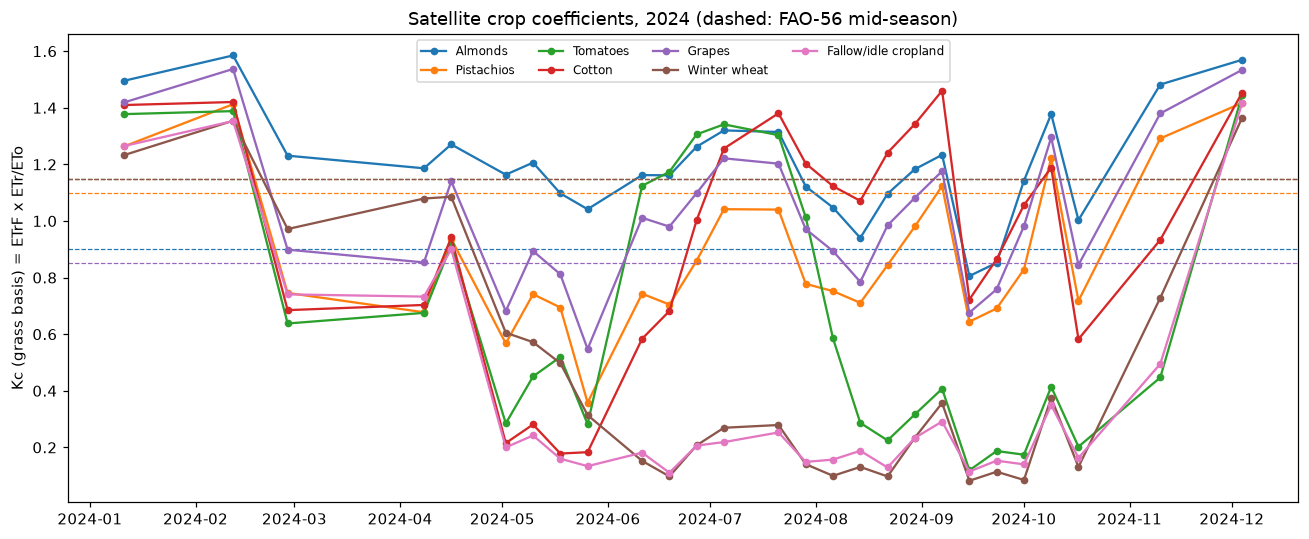 Satellite crop coefficients, 2024 (dashed: FAO-56 mid-season)
Almonds Tomatoes Grapes Fallow/idle cropland
Pistachios Cotton Winter wheat
Kc (grass basis) = ETrF x ETr/ETo
1.6
1.4
1.2
1.0
0.8
0.6
0.4
0.2
2024-01 2024-02 2024-03 2024-04 2024-05 2024-06 2024-07 2024-08 2024-09 2024-10 2024-11 2024-12